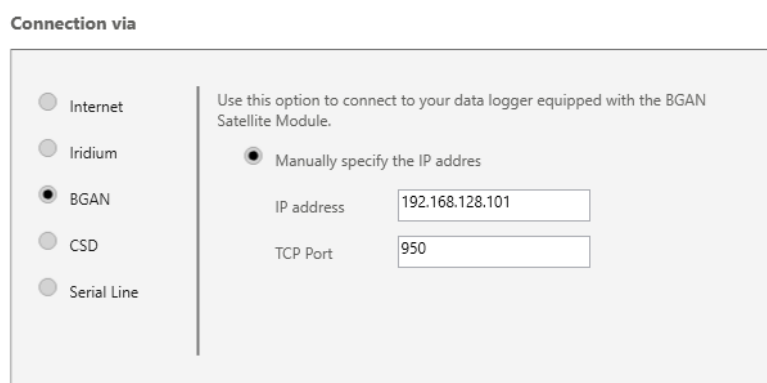 Connection via
Internet
Iridium
BGAN
CSD
Serial Line
Use this option to connect to your data logger equipped with the BGAN
Satellite Module.
Manually specify the IP addres
IP address 192.168.128.101
TCP Port 950